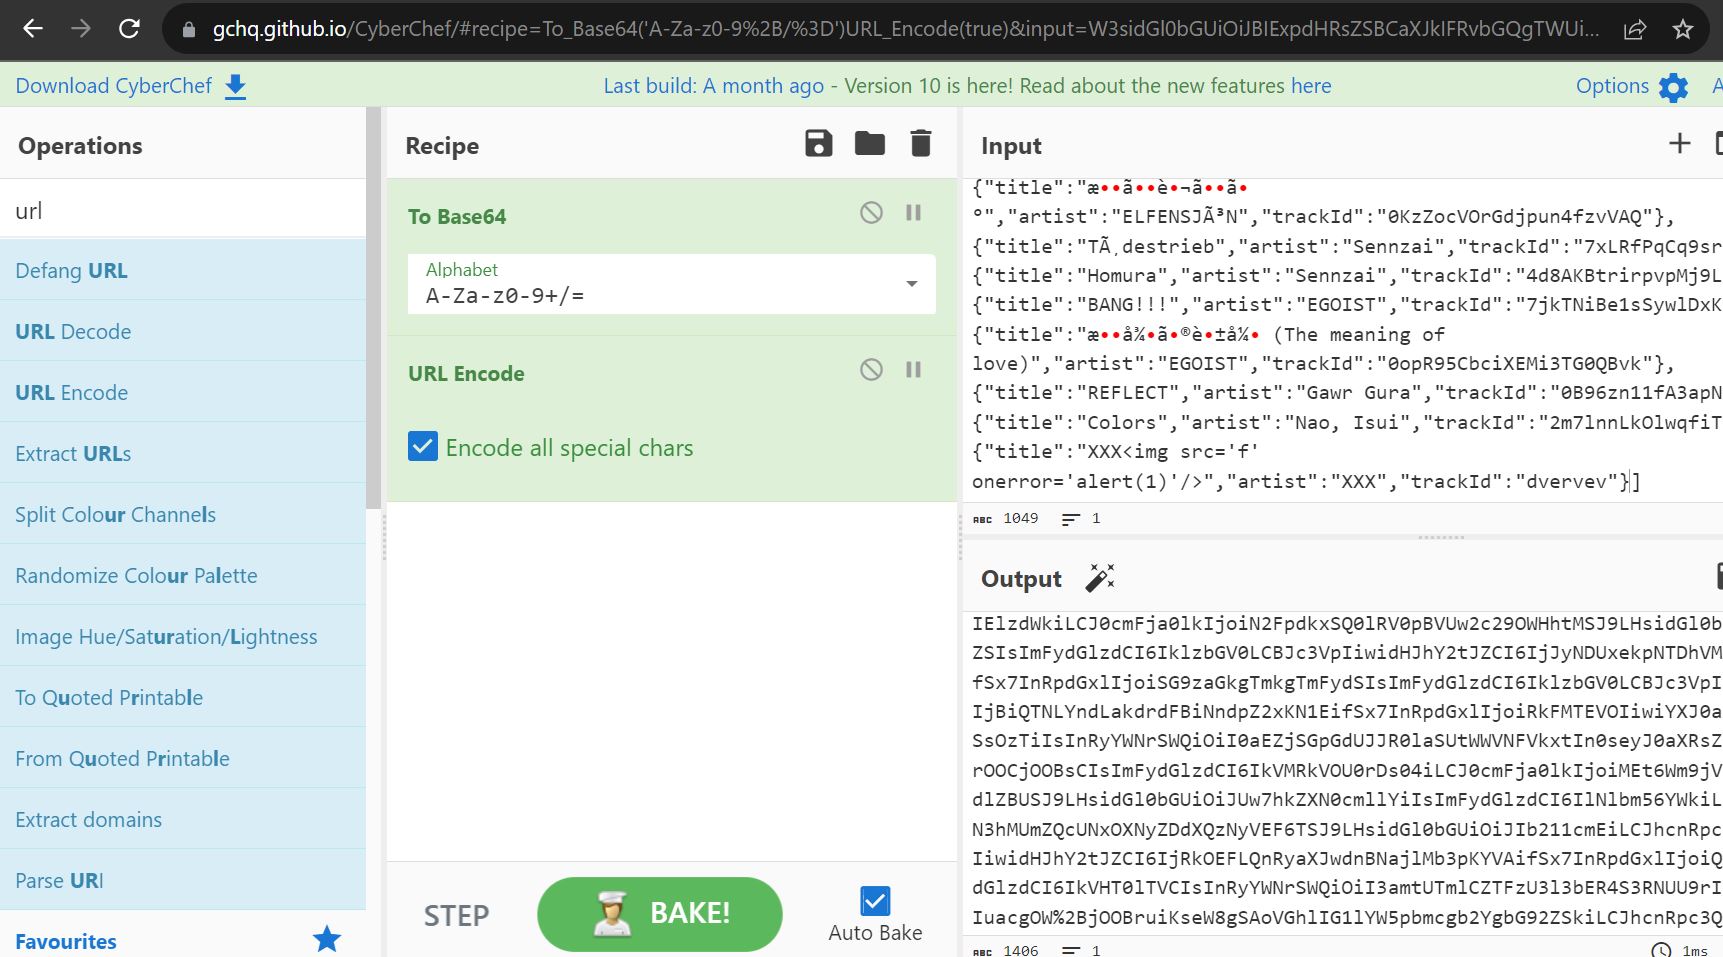 gchq.github.io/CyberChef/#recipe=To_Base64('A-Za-z0-9%2B/%3D')URL_Encode(true)&input=W3sidGl0bGUiOiJBIExpdHRsZSBCaXJklFRvbGQgTWUi...
Download CyberChef
Last build: A month ago - Version 10 is here! Read about the new features here
Options
Operations
url
Defang URL
URL Decode
URL Encode
Extract URLs
Split Colour Channels
Randomize Colour Palette
Image Hue/Saturation/Lightness
To Quoted Printable
From Quoted Printable
Extract domains
Parse URI
Favourites
Recipe
To Base64
Alphabet
A-Za-z0-9+/=
URL Encode
Encode all special chars
STEP
BAKE!
Auto Bake
Input
{"title":"æ••ã••è•¬ã••ã•
°","artist":"ELFENSJÃ³N","trackId":"0KzZocVOrGdjpun4fzvVAQ"},
{"title":"TÃ¸destrieb","artist":"Sennzai","trackId":"7xLRfPqCq9sr
{"title":"Homura","artist":"Sennzai","trackId":"4d8AKBtrirpvpMj9L
{"title":"BANG!!!","artist":"EGOIST","trackId":"7jkTNiBe1sSywlDxK
{"title":"æ••å¾•ã•®è•±å¼• (The meaning of
love)","artist":"EGOIST","trackId":"0opR95CbciXEMi3TG0QBvk"},
{"title":"REFLECT","artist":"Gawr Gura","trackId":"0B96zn11fA3apN
{"title":"Colors","artist":"Nao, Isui","trackId":"2m7lnnLkOlwqfiT
{"title":"XXX<img src='f'
onerror='alert(1)'/>","artist":"XXX","trackId":"dvervev"}]
ABC 1049 1
Output
IElzdWkiLCJ0cmFja0lkIjoiN2FpdkxSQ0lRV0pBVUw2c29OWHhtMSJ9LHsidGl0b
ZSIsImFydGlzdCI6IklzbGV0LCBJc3VpIiwidHJhY2tJZCI6IjJyNDUxekpNTDhVM
fSx7InRpdGxlIjoiSG9zaGkgTmkgTmFydSIsImFydGlzdCI6IklzbGV0LCBJc3VpI
IjBiQTNLYndLakdrdFBiNndpZ2xKN1EifSx7InRpdGxlIjoiRkFMTEVOIiwiYXJ0a
SsOzTiIsInRyYWNrSWQiOiI0aEZjSGpGdUJJR0laSUtWWVNFVkxtIn0seyJ0aXRsZ
rOOCjOOBsCIsImFydGlzdCI6IkVMRkVOU0rDs04iLCJ0cmFja0lkIjoiMEt6Wm9jV
dlZBUSJ9LHsidGl0bGUiOiJUw7hkZXN0cmllYiIsImFydGlzdCI6IlNlbm56YWkiL
N3hMUmZQcUNxOXNyZDdXQzNyVEF6TSJ9LHsidGl0bGUiOiJIb211cmEiLCJhcnRpc
IiwidHJhY2tJZCI6IjRkOEFLQnRyaXJwdnBNajlMb3pKYVAifSx7InRpdGxlIjoiQ
dGlzdCI6IkVHT0lTVCIsInRyYWNrSWQiOiI3amtUTmlCZTFzU3l3bER4S3RNUU9rI
IuacgOW%2BjOOBruiKseW8gSAoVGhlIG1lYW5pbmcgb2YgbG92ZSkiLCJhcnRpc3Q
ABC 1406 1
1ms